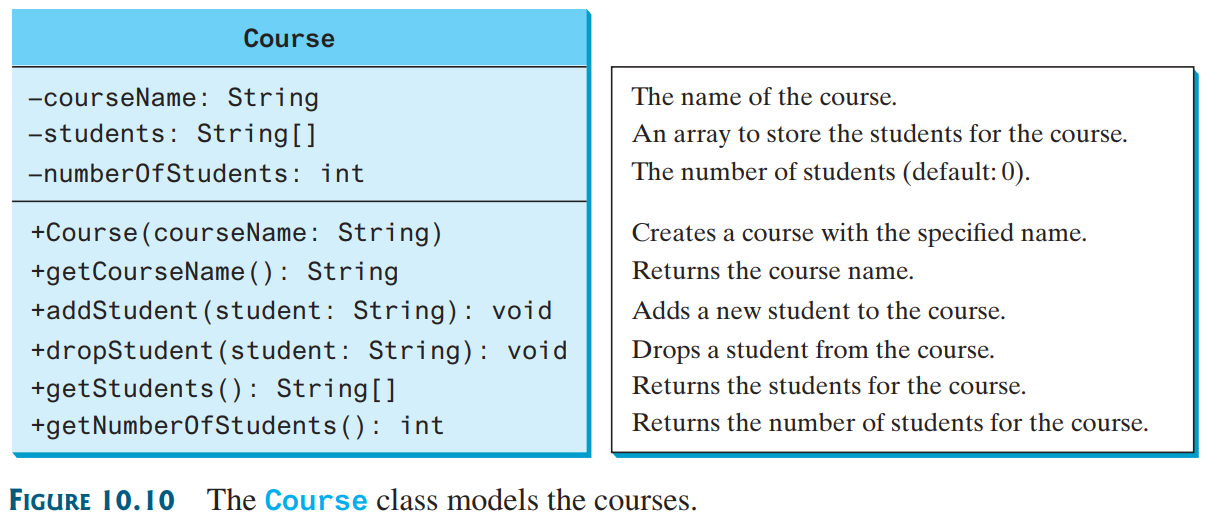 Course
–courseName: String
–students: String[]
–numberOfStudents: int
+Course(courseName: String)
+getCourseName(): String
+addStudent(student: String): void
+dropStudent(student: String): void
+getStudents(): String[]
+getNumberOfStudents(): int
The name of the course.
An array to store the students for the course.
The number of students (default: 0).
Creates a course with the specified name.
Returns the course name.
Adds a new student to the course.
Drops a student from the course.
Returns the students for the course.
Returns the number of students for the course.
FIGURE 10.10 The Course class models the courses.